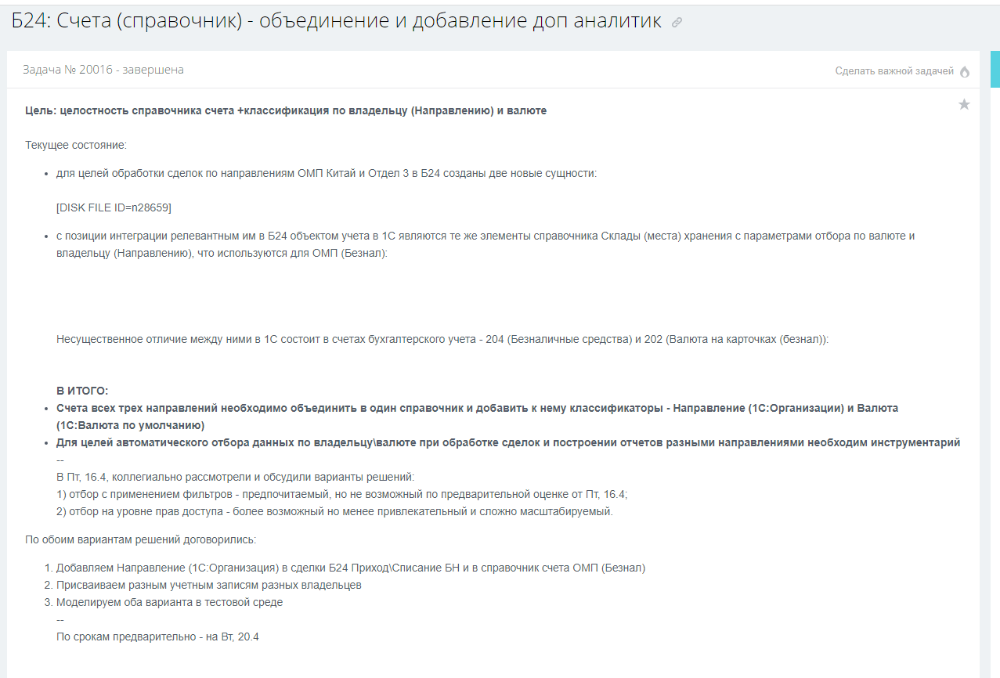 Б24: Счета (справочник) - объединение и добавление доп аналитик
Задача № 20016 - завершена
Сделать важной задачей
Цель: целостность справочника счета +классификация по владельцу (Направлению) и валюте
Текущее состояние:
• для целей обработки сделок по направлениям ОМП Китай и Отдел 3 в Б24 созданы две новые сущности:
[DISK FILE ID=n28659]
• с позиции интеграции релевантным им в Б24 объектом учета в 1С являются те же элементы справочника Склады (места) хранения с параметрами отбора по валюте и
владельцу (Направлению), что используются для ОМП (Безнал):
Несущественное отличие между ними в 1С состоит в счетах бухгалтерского учета - 204 (Безналичные средства) и 202 (Валюта на карточках (безнал)):
В ИТОГО:
• Счета всех трех направлений необходимо объединить в один справочник и добавить к нему классификаторы - Направление (1С:Организации) и Валюта
(1С:Валюта по умолчанию)
• Для целей автоматического отбора данных по владельцу\валюте при обработке сделок и построении отчетов разными направлениями необходим инструментарий
--
В Пт, 16.4, коллегиально рассмотрели и обсудили варианты решений:
1) отбор с применением фильтров - предпочитаемый, но не возможный по предварительной оценке от Пт, 16.4;
2) отбор на уровне прав доступа - более возможный но менее привлекательный и сложно масштабируемый.
По обоим вариантам решений договорились:
1. Добавляем Направление (1С:Организация) в сделки Б24 Приход\Списание БН и в справочник счета ОМП (Безнал)
2. Присваиваем разным учетным записям разных владельцев
3. Моделируем оба варианта в тестовой среде
--
По срокам предварительно - на Вт, 20.4